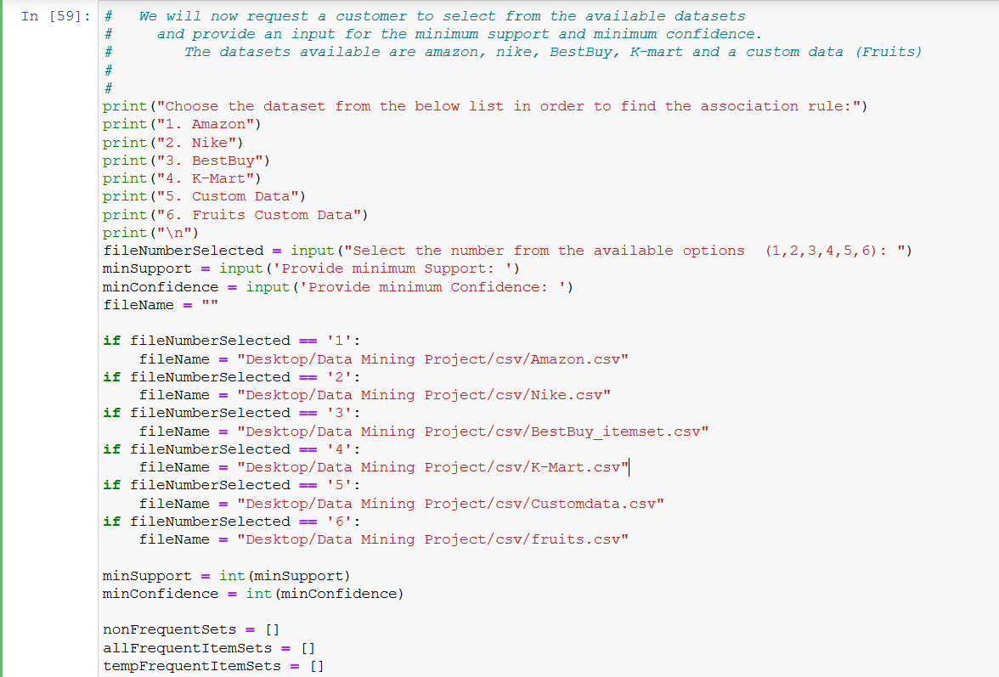 In [59]: #   We will now request a customer to select from the available datasets
#     and provide an input for the minimum support and minimum confidence.
#        The datasets available are amazon, nike, BestBuy, K-mart and a custom data (Fruits)
#
#
print("Choose the dataset from the below list in order to find the association rule:")
print("1. Amazon")
print("2. Nike")
print("3. BestBuy")
print("4. K-Mart")
print("5. Custom Data")
print("6. Fruits Custom Data")
print("\n")
fileNumberSelected = input("Select the number from the available options  (1,2,3,4,5,6): ")
minSupport = input('Provide minimum Support: ')
minConfidence = input('Provide minimum Confidence: ')
fileName = ""

if fileNumberSelected == '1':
    fileName = "Desktop/Data Mining Project/csv/Amazon.csv"
if fileNumberSelected == '2':
    fileName = "Desktop/Data Mining Project/csv/Nike.csv"
if fileNumberSelected == '3':
    fileName = "Desktop/Data Mining Project/csv/BestBuy_itemset.csv"
if fileNumberSelected == '4':
    fileName = "Desktop/Data Mining Project/csv/K-Mart.csv"
if fileNumberSelected == '5':
    fileName = "Desktop/Data Mining Project/csv/Customdata.csv"
if fileNumberSelected == '6':
    fileName = "Desktop/Data Mining Project/csv/fruits.csv"

minSupport = int(minSupport)
minConfidence = int(minConfidence)

nonFrequentSets = []
allFrequentItemSets = []
tempFrequentItemSets = []